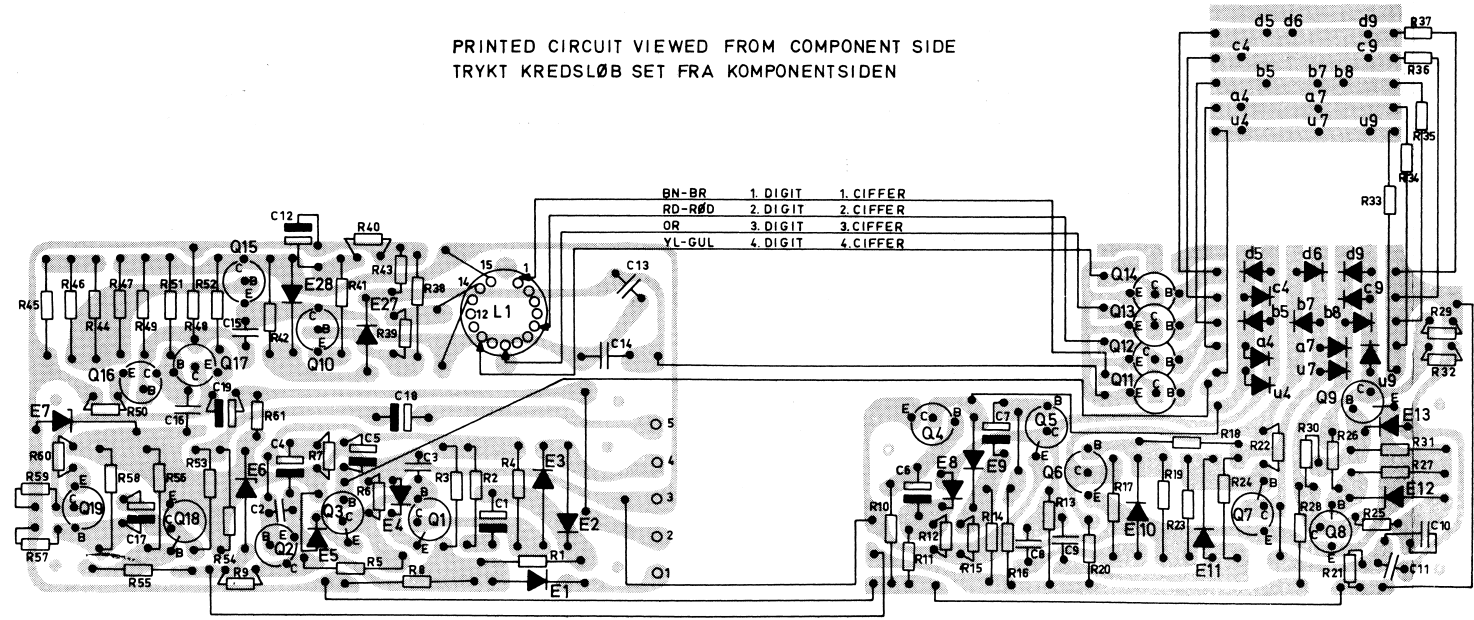 PRINTED CIRCUIT VIEWED FROM COMPONENT SIDE
TRYKT KREDSLØB SET FRA KOMPONENTSIDEN
d5 d6 d9 R37
c4 c9 R36
b5 b7 b8
a4 a7
u4 u7 u9
R35
R34
R33
BN-BR 1. DIGIT 1. CIFFER
RD-RØD 2. DIGIT 2. CIFFER
OR 3. DIGIT 3. CIFFER
YL-GUL 4. DIGIT 4. CIFFER
C12
R40
Q15
C
B
E
R43
15
14
1
12
L1
C13
R45
R46
R44
R47
R49
R51
R48
R52
C15
R42
E28
R41
E27
R39
R38
C
B
E
Q10
C14
Q14
E C B
Q13
E C B
Q12
E C B
Q11
E C B
d5 d6 d9
c4 c9
b5 b7 b8
a4 a7
u4 u7 u9
R29
R32
Q16
E C
B
B E
C
Q17
R50
C16
C19
R61
C18
E7
R60
R59
R57
Q19
E
C
B
R58
C17
R56
B
C
E
Q18
R55
R53
R54
E6
C4
C2
R9
E
B
C
Q2
R7
C5
Q3
B
C
E
E5
R6
E4
R5
C3
B
C
E
Q1
R8
R3
R2
C1
R4
E3
E2
R1
E1
5
4
3
2
1
Q4
E
C
B
C7
Q5
B
C
E
E9
E8
C6
R10
R11
R12
R15
R14
R16
C8
R13
C9
R20
Q6
B
C
E
R17
E10
R18
R19
R23
E11
R24
R22
Q7
E
B
C
E
R30
R26
R28
Q9
C
B
E
E13
R31
R27
E12
R25
B
C
E
Q8
R21
C10
C11